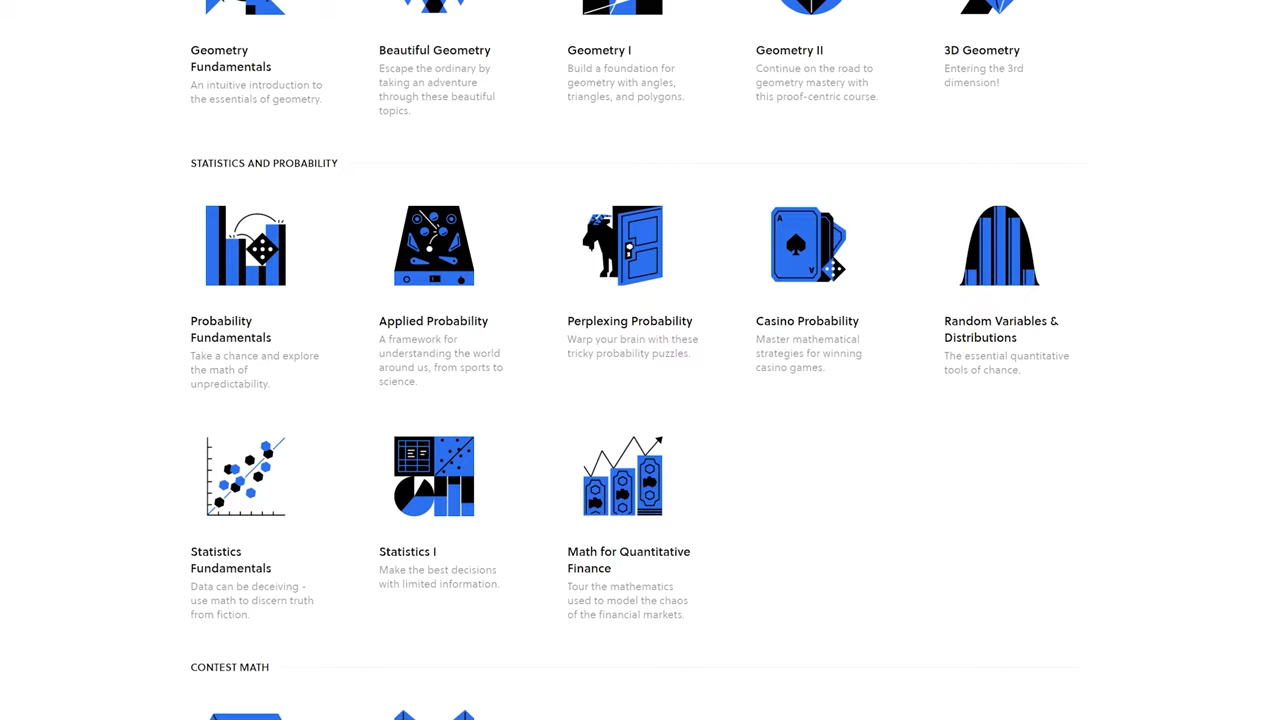 Geometry
Fundamentals
An intuitive introduction to
the essentials of geometry.
Beautiful Geometry
Escape the ordinary by
taking an adventure
through these beautiful
topics.
Geometry I
Build a foundation for
geometry with angles,
triangles, and polygons.
Geometry II
Continue on the road to
geometry mastery with
this proof-centric course.
3D Geometry
Entering the 3rd
dimension!
STATISTICS AND PROBABILITY
A
A
Probability
Fundamentals
Take a chance and explore
the math of
unpredictability.
Applied Probability
A framework for
understanding the world
around us, from sports to
science.
Perplexing Probability
Warp your brain with these
tricky probability puzzles.
Casino Probability
Master mathematical
strategies for winning
casino games.
Random Variables &
Distributions
The essential quantitative
tools of chance.
Statistics
Fundamentals
Data can be deceiving -
use math to discern truth
from fiction.
Statistics I
Make the best decisions
with limited information.
Math for Quantitative
Finance
Tour the mathematics
used to model the chaos
of the financial markets.
CONTEST MATH